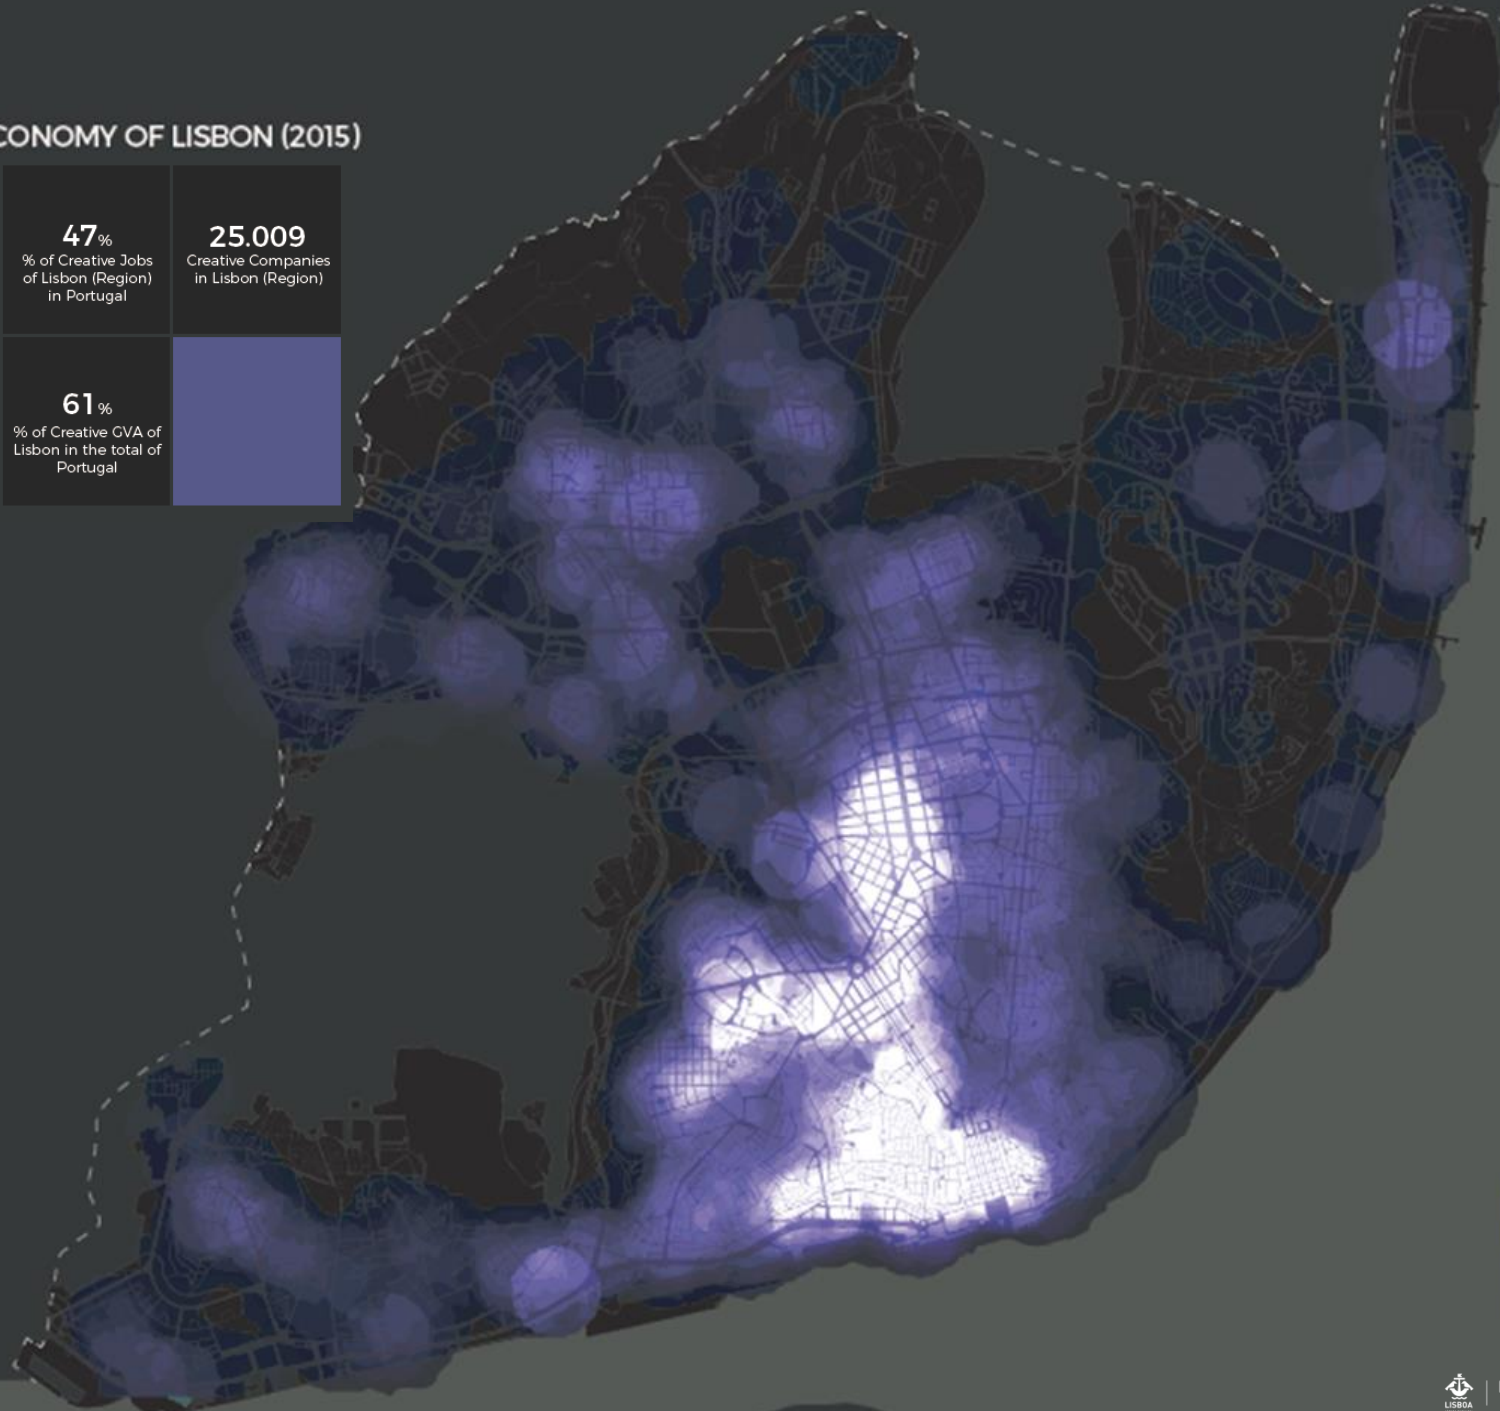 CONOMY OF LISBON (2015)
47%
% of Creative Jobs
of Lisbon (Region)
in Portugal
25.009
Creative Companies
in Lisbon (Region)
61%
% of Creative GVA of
Lisbon in the total of
Portugal
LISBOA